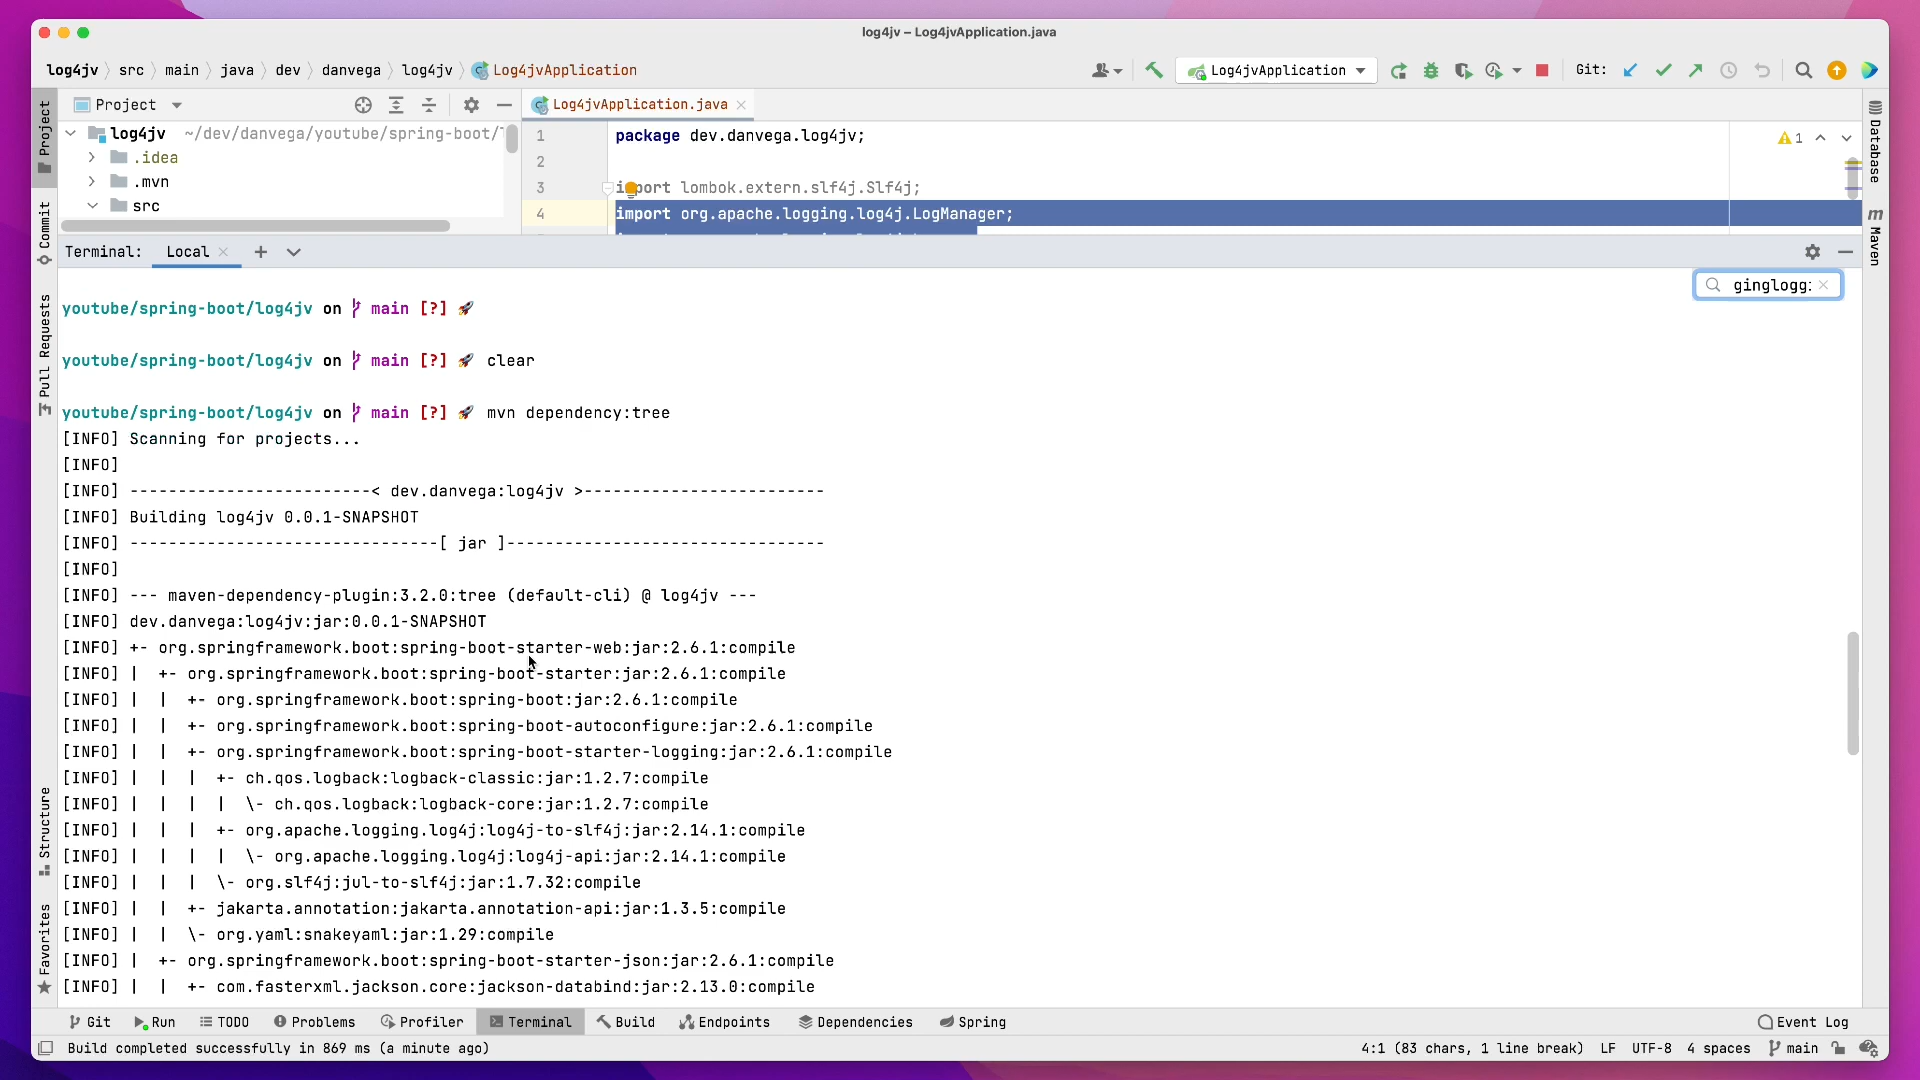 log4jv – Log4jvApplication.java
log4jv src main java dev danvega log4jv Log4jvApplication
Log4jvApplication Git:
Project
Log4jvApplication.java
log4jv ~/dev/danvega/youtube/spring-boot/
.idea
.mvn
src
1 package dev.danvega.log4jv;
2
3 import lombok.extern.slf4j.Slf4j;
4 import org.apache.logging.log4j.LogManager;
1
Project
Commit
Pull Requests
Structure
Favorites
Database
m Maven
Terminal: Local
gingloggi
youtube/spring-boot/log4jv on main [?] 🚀
youtube/spring-boot/log4jv on main [?] 🚀 clear
youtube/spring-boot/log4jv on main [?] 🚀 mvn dependency:tree
[INFO] Scanning for projects...
[INFO]
[INFO] -------------------------< dev.danvega:log4jv >-------------------------
[INFO] Building log4jv 0.0.1-SNAPSHOT
[INFO] --------------------------------[ jar ]---------------------------------
[INFO]
[INFO] --- maven-dependency-plugin:3.2.0:tree (default-cli) @ log4jv ---
[INFO] dev.danvega:log4jv:jar:0.0.1-SNAPSHOT
[INFO] +- org.springframework.boot:spring-boot-starter-web:jar:2.6.1:compile
[INFO] |  +- org.springframework.boot:spring-boot-starter:jar:2.6.1:compile
[INFO] |  |  +- org.springframework.boot:spring-boot:jar:2.6.1:compile
[INFO] |  |  +- org.springframework.boot:spring-boot-autoconfigure:jar:2.6.1:compile
[INFO] |  |  +- org.springframework.boot:spring-boot-starter-logging:jar:2.6.1:compile
[INFO] |  |  |  +- ch.qos.logback:logback-classic:jar:1.2.7:compile
[INFO] |  |  |  |  \- ch.qos.logback:logback-core:jar:1.2.7:compile
[INFO] |  |  |  +- org.apache.logging.log4j:log4j-to-slf4j:jar:2.14.1:compile
[INFO] |  |  |  |  \- org.apache.logging.log4j:log4j-api:jar:2.14.1:compile
[INFO] |  |  |  \- org.slf4j:jul-to-slf4j:jar:1.7.32:compile
[INFO] |  |  +- jakarta.annotation:jakarta.annotation-api:jar:1.3.5:compile
[INFO] |  |  \- org.yaml:snakeyaml:jar:1.29:compile
[INFO] |  +- org.springframework.boot:spring-boot-starter-json:jar:2.6.1:compile
[INFO] |  |  +- com.fasterxml.jackson.core:jackson-databind:jar:2.13.0:compile
Git Run TODO Problems Profiler Terminal Build Endpoints Dependencies Spring Event Log
Build completed successfully in 869 ms (a minute ago) 4:1 (83 chars, 1 line break) LF UTF-8 4 spaces main